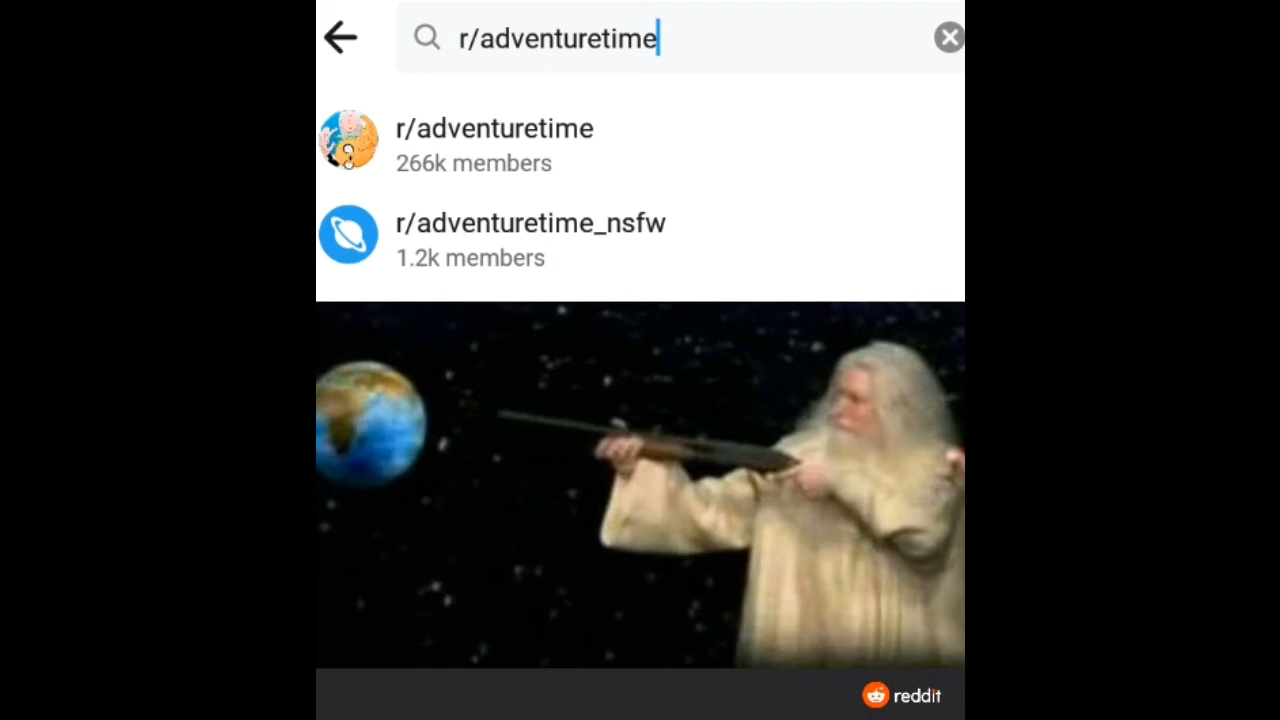 r/adventuretime
r/adventuretime
266k members
r/adventuretime_nsfw
1.2k members
reddit